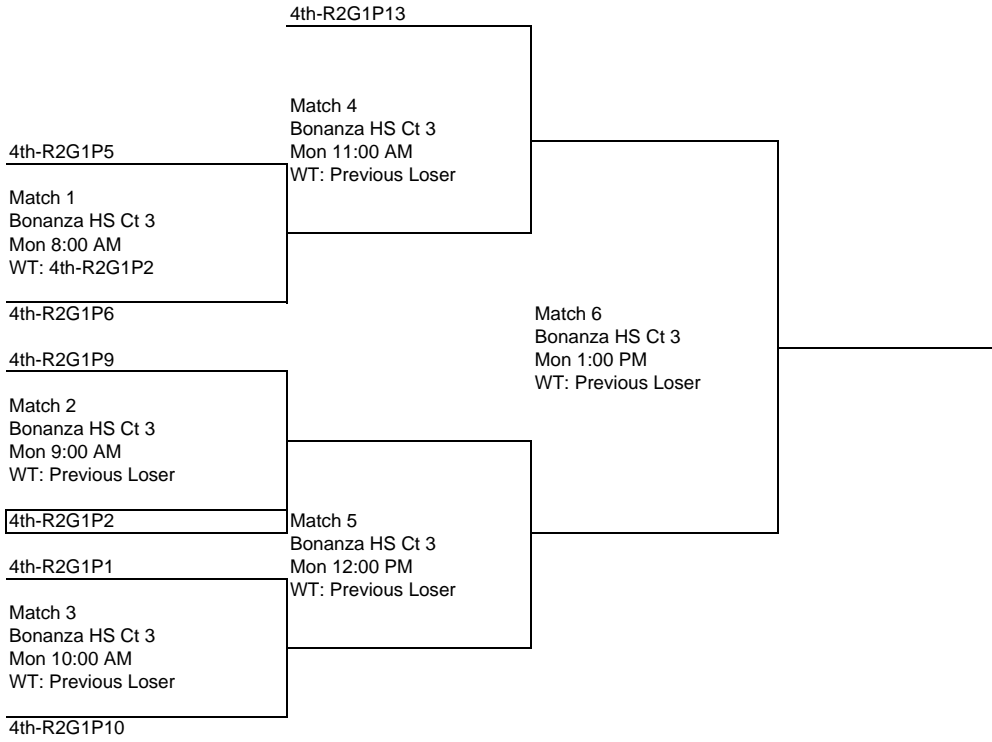 4th-R2G1P13
Match 4
Bonanza HS Ct 3
Mon 11:00 AM
WT: Previous Loser
4th-R2G1P5
Match 1
Bonanza HS Ct 3
Mon 8:00 AM
WT: 4th-R2G1P2
4th-R2G1P6
Match 6
Bonanza HS Ct 3
Mon 1:00 PM
WT: Previous Loser
4th-R2G1P9
Match 2
Bonanza HS Ct 3
Mon 9:00 AM
WT: Previous Loser
4th-R2G1P2
Match 5
Bonanza HS Ct 3
Mon 12:00 PM
WT: Previous Loser
4th-R2G1P1
Match 3
Bonanza HS Ct 3
Mon 10:00 AM
WT: Previous Loser
4th-R2G1P10